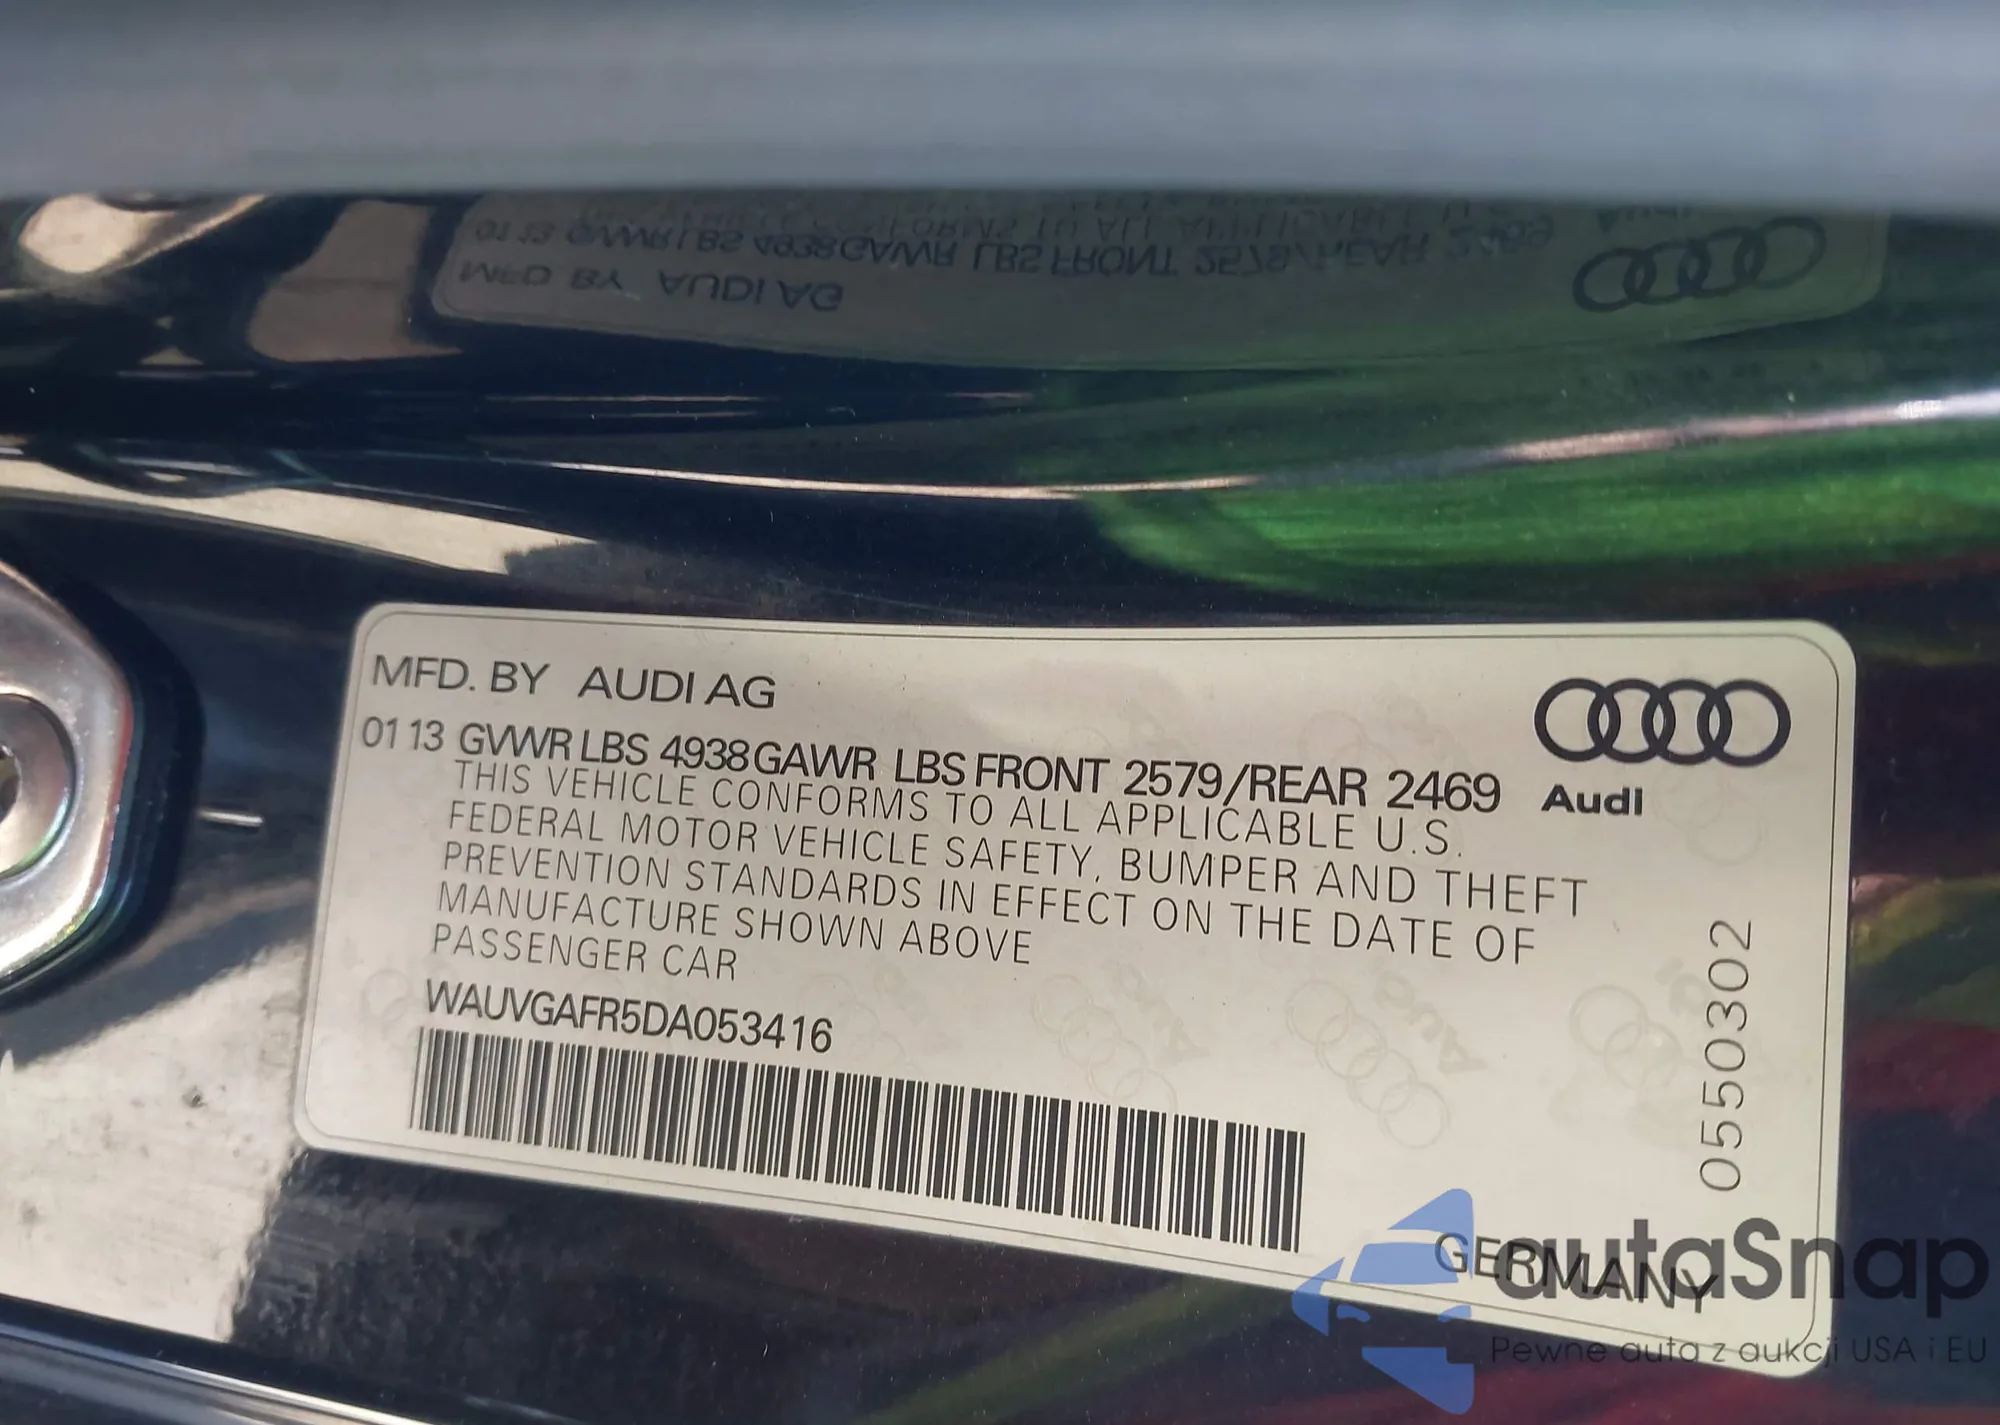 MFD. BY AUDI AG
01 13 GVWR LBS 4938 GAWR LBS FRONT 2579/REAR 2469
Audi
THIS VEHICLE CONFORMS TO ALL APPLICABLE U.S.
FEDERAL MOTOR VEHICLE SAFETY, BUMPER AND THEFT
PREVENTION STANDARDS IN EFFECT ON THE DATE OF
MANUFACTURE SHOWN ABOVE
PASSENGER CAR
WAUVGAFR5DA053416
0550302
GERMANY
autaSnap
Pewne auta z aukcji USA i EU